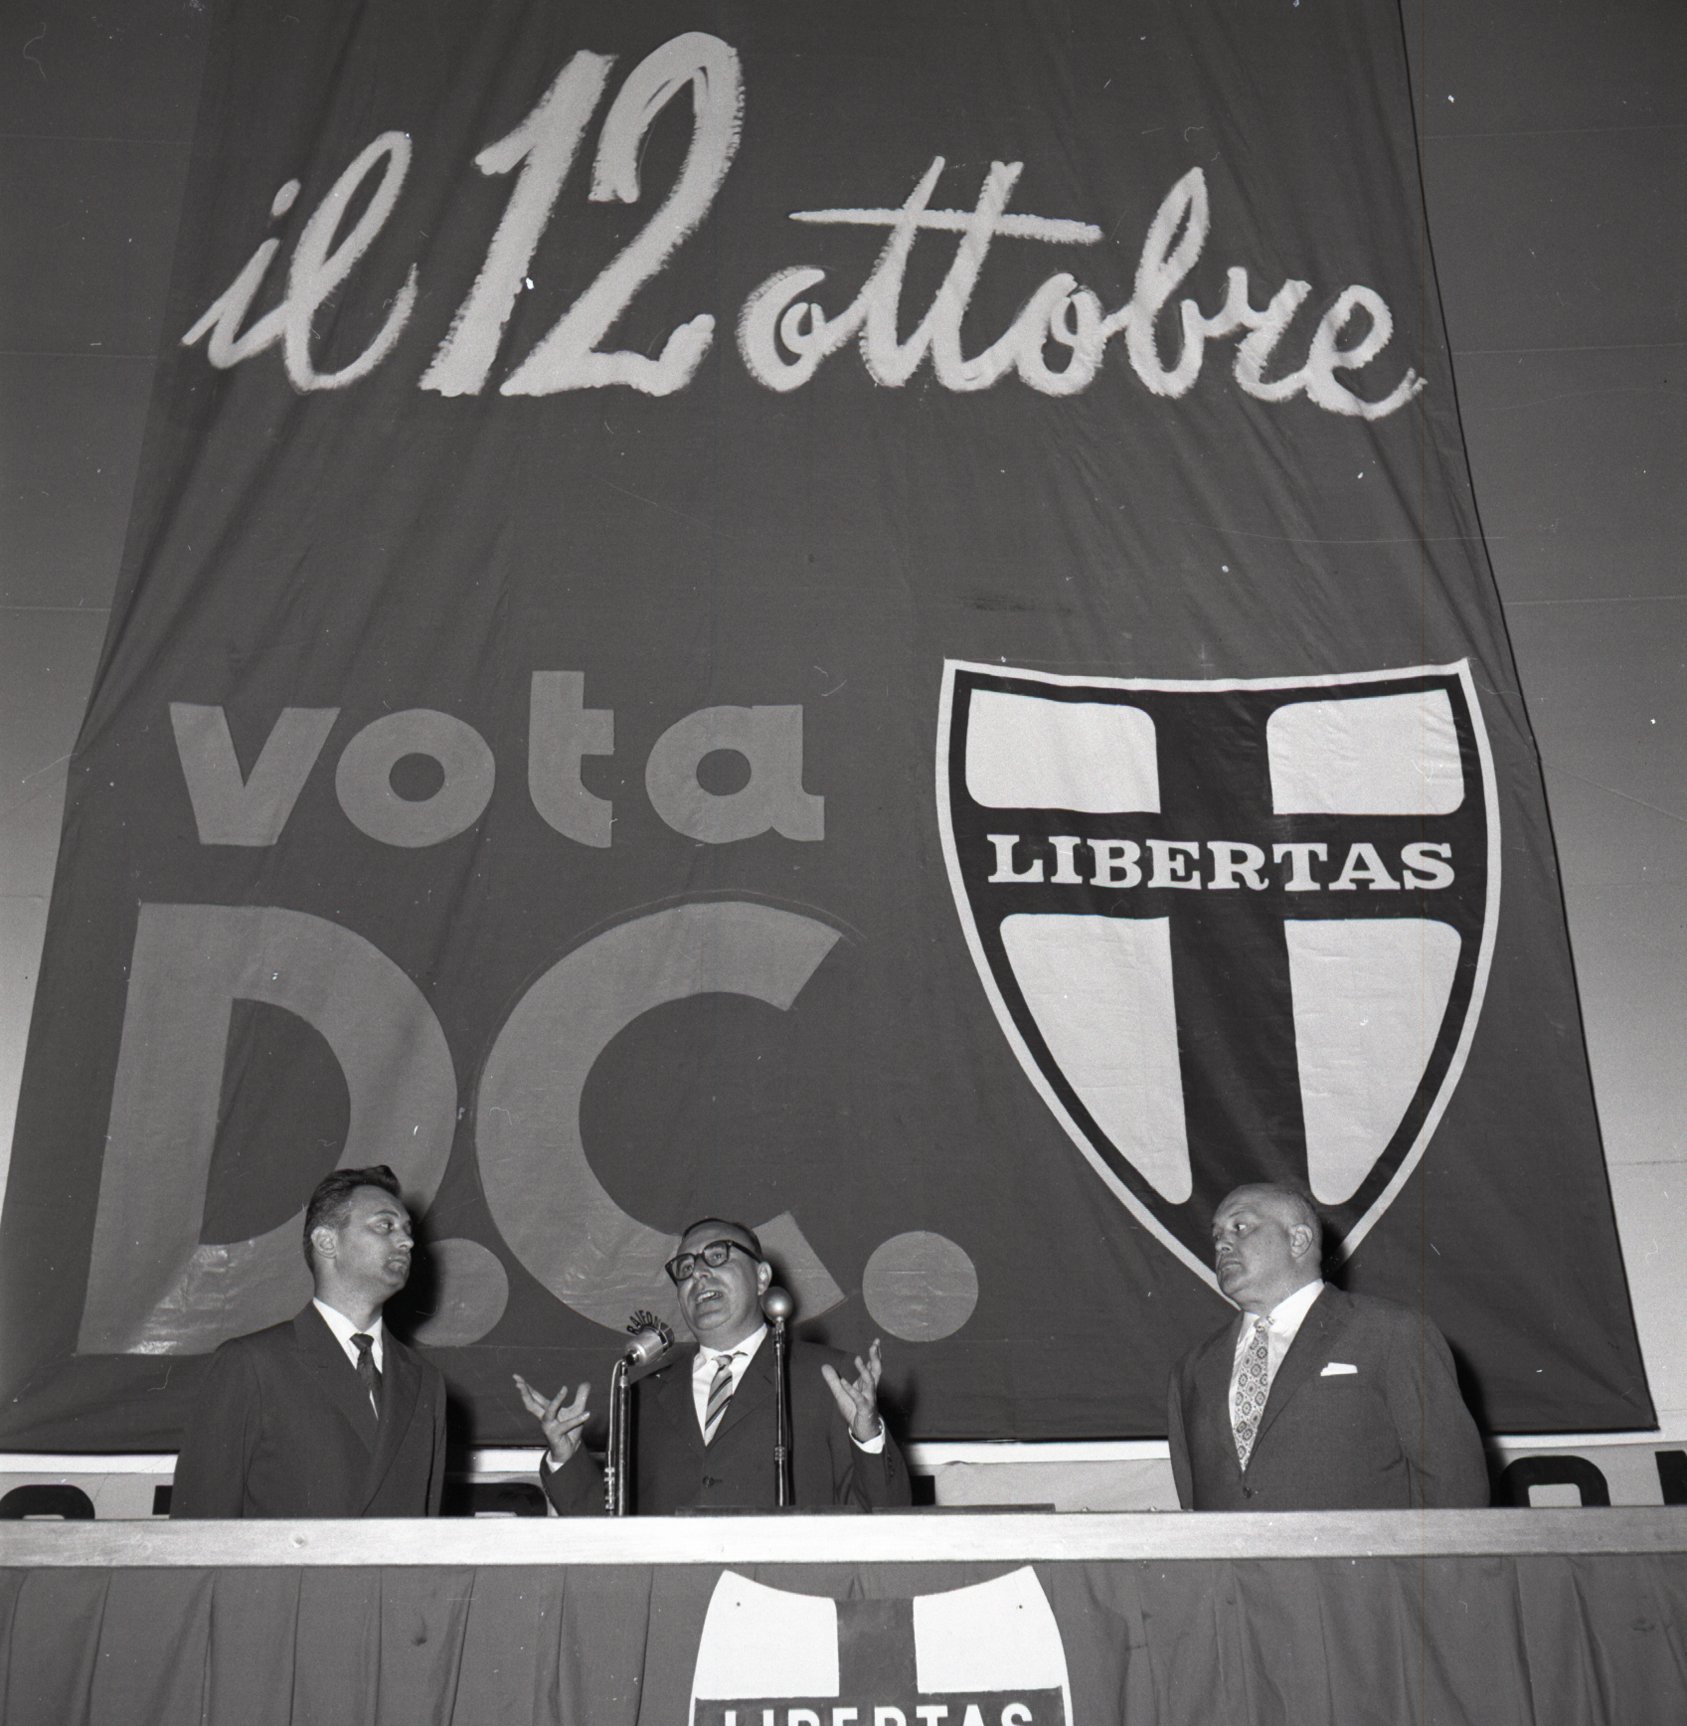 il 12 ottobre
vota
D.C.
LIBERTAS
LIBERTAS